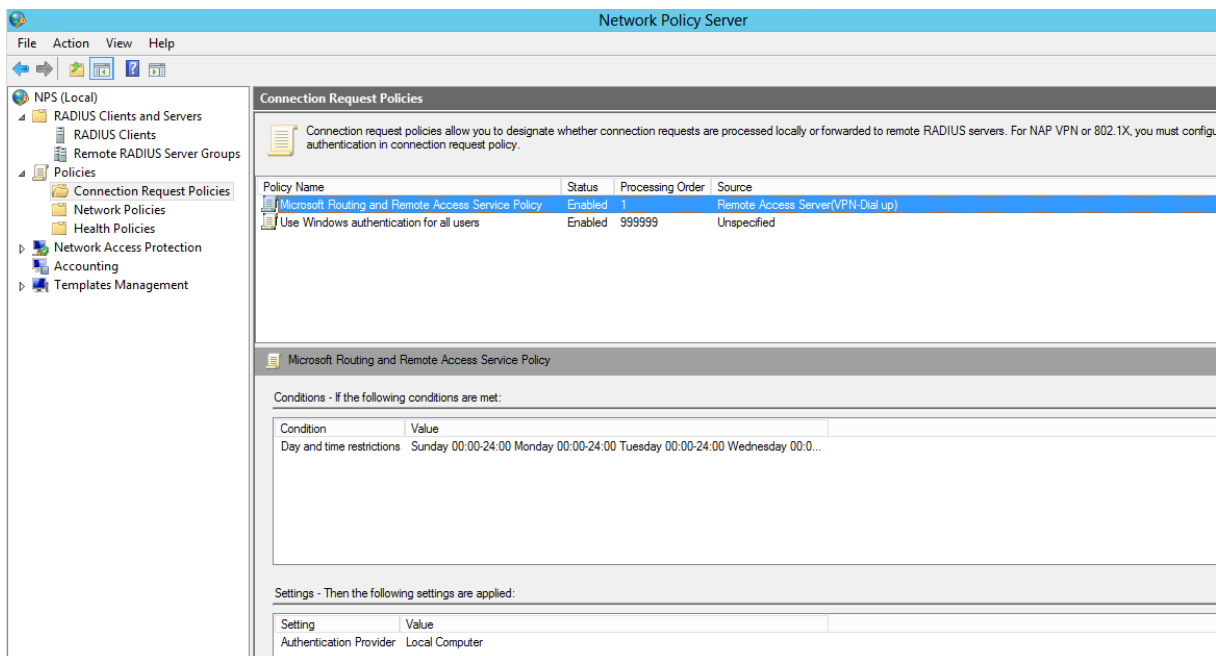 Network Policy Server
File Action View Help
NPS (Local)
RADIUS Clients and Servers
RADIUS Clients
Remote RADIUS Server Groups
Policies
Connection Request Policies
Network Policies
Health Policies
Network Access Protection
Accounting
Templates Management
Connection Request Policies
Connection request policies allow you to designate whether connection requests are processed locally or forwarded to remote RADIUS servers. For NAP VPN or 802.1X, you must configu
authentication in connection request policy.
Policy Name Status Processing Order Source
Microsoft Routing and Remote Access Service Policy Enabled 1 Remote Access Server(VPN-Dial up)
Use Windows authentication for all users Enabled 999999 Unspecified
Microsoft Routing and Remote Access Service Policy
Conditions - If the following conditions are met:
Condition Value
Day and time restrictions Sunday 00:00-24:00 Monday 00:00-24:00 Tuesday 00:00-24:00 Wednesday 00:0...
Settings - Then the following settings are applied:
Setting Value
Authentication Provider Local Computer